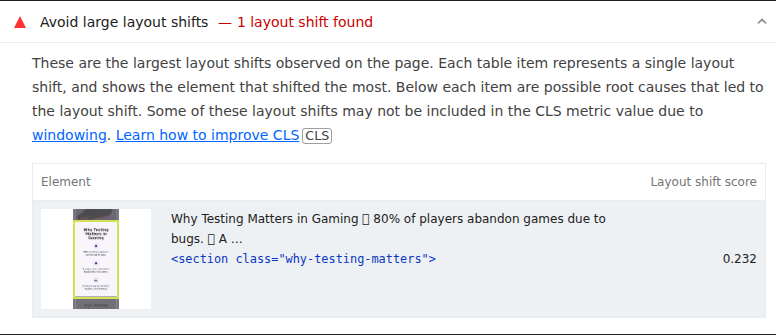 Avoid large layout shifts — 1 layout shift found
These are the largest layout shifts observed on the page. Each table item represents a single layout
shift, and shows the element that shifted the most. Below each item are possible root causes that led to
the layout shift. Some of these layout shifts may not be included in the CLS metric value due to
windowing. Learn how to improve CLS CLS
Element Layout shift score
Why Testing Matters in Gaming ▯ 80% of players abandon games due to
bugs. ▯ A ...
<section class="why-testing-matters"> 0.232
Why Testing
Matters in
Gaming